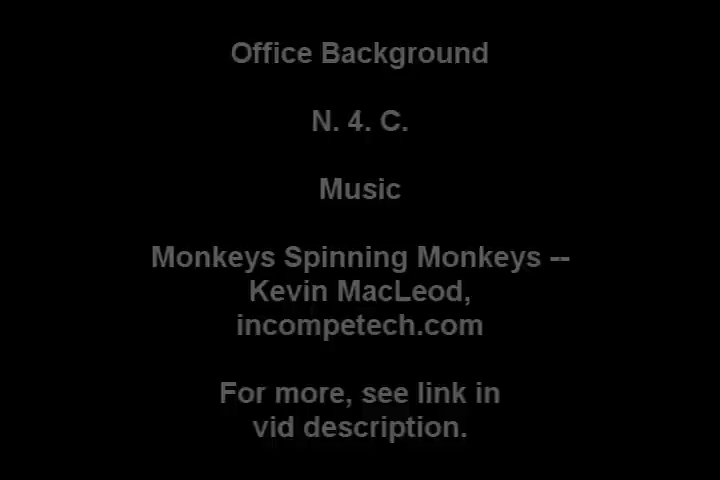 Office Background
N. 4. C.
Music
Monkeys Spinning Monkeys --
Kevin MacLeod,
incompetech.com
For more, see link in
vid description.